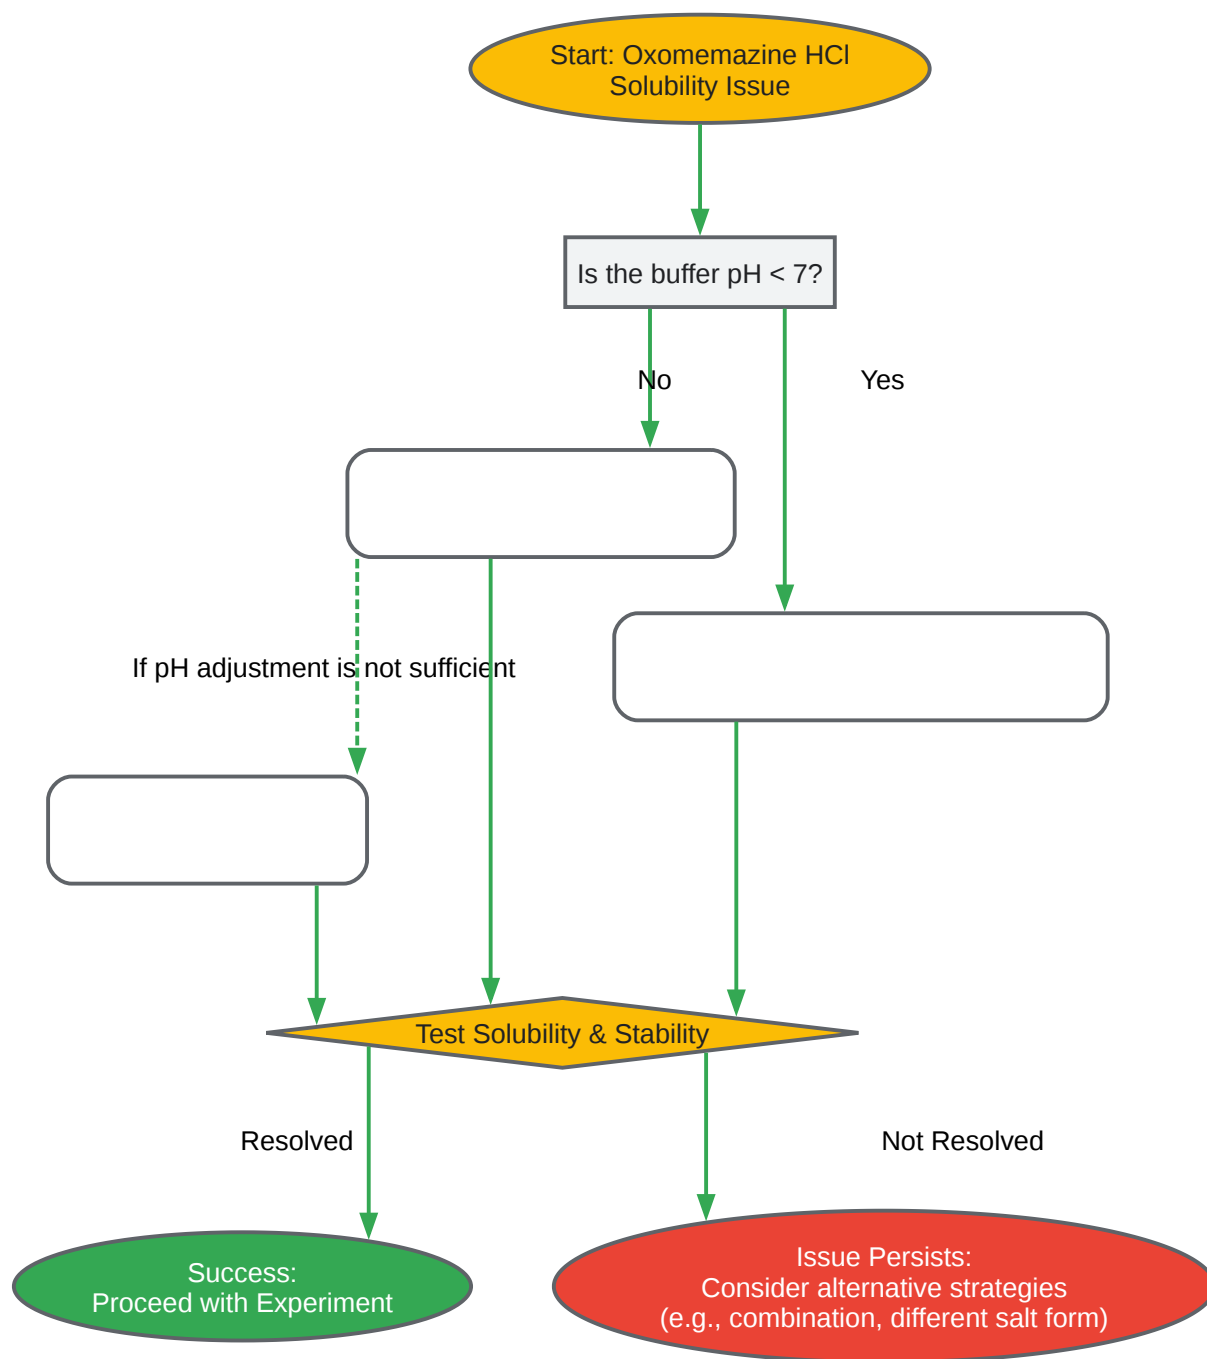 Start: Oxomemazine HCl
Solubility Issue
Is the buffer pH < 7?
No
Yes
If pH adjustment is not sufficient
Test Solubility & Stability
Resolved
Not Resolved
Success:
Proceed with Experiment
Issue Persists:
Consider alternative strategies
(e.g., combination, different salt form)